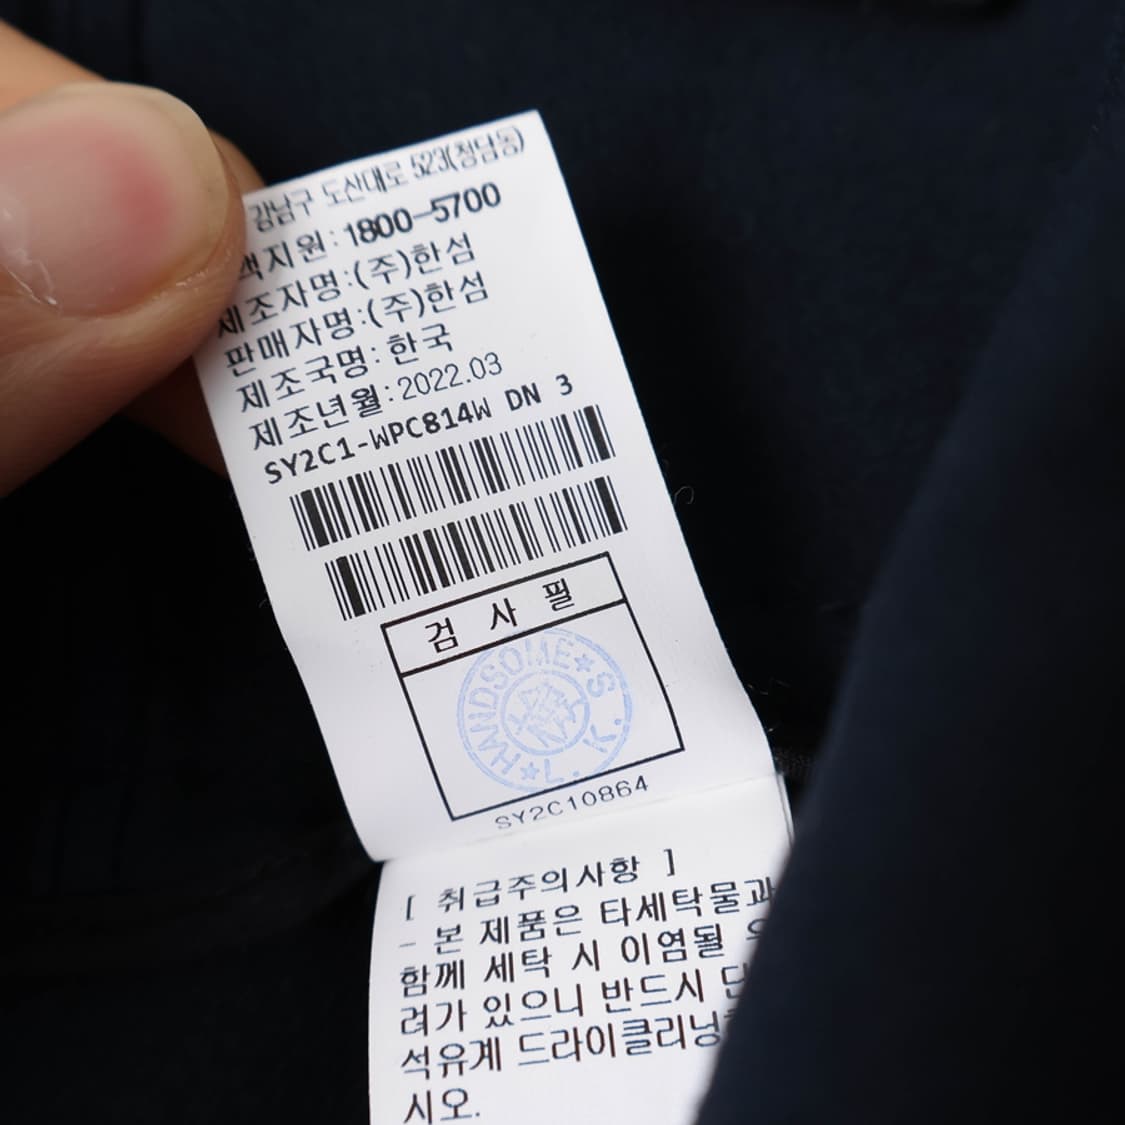 강남구 도산대로 523(청담동)
객지원: 1800-5700
제조자명:(주)한섬
판매자명:(주)한섬
제조국명: 한국
제조년월:2022.03
SY2C1-WPC814W DN 3
검 사 필
HANDSOME★S.K.7.★
SY2C10864
[ 취급주의사항 ]
- 본 제품은 타세탁물과
함께 세탁 시 이염될 우
려가 있으니 반드시 단
석유계 드라이클리닝
시오.